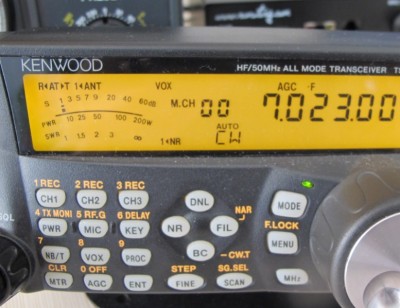 KENWOOD
HF/50MHz ALL MODE TRANSCEIVER
R◂AT▸T 1◂ANT VOX AGC -F
S 1 3 5 7 9 20 40 60dB
M.CH 00 7.023.00
PWR 10 25 50 100 200W
SWR 1 1.5 2 3 ∞
AUTO
1◂NR CW
1 REC 2 REC 3 REC
CH1 CH2 CH3 DNL MODE
4 TX MONI 5 RF.G 6 DELAY NAR
PWR MIC KEY NR FIL F.LOCK
7 8 9 MENU
NB/T VOX PROC BC –CW.T
CLR 0 OFF STEP SG.SEL
MTR AGC ENT FINE SCAN MHz